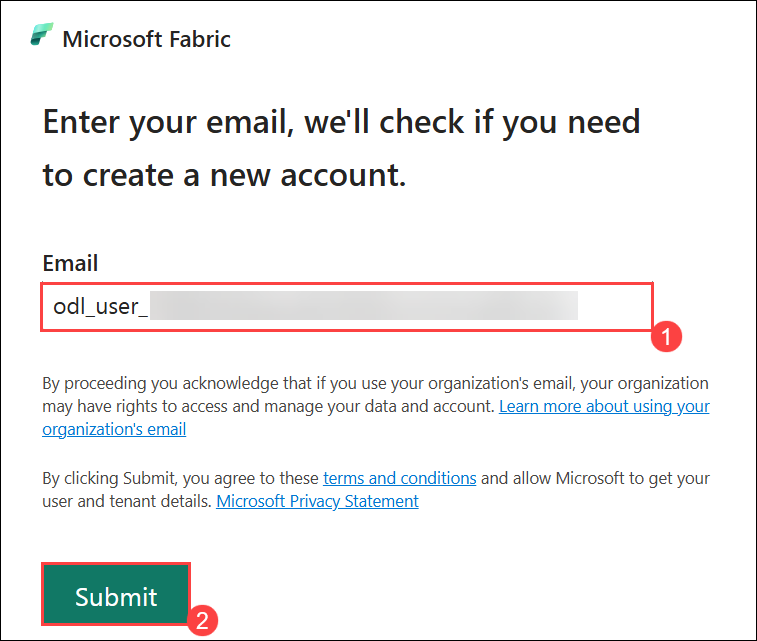 Microsoft Fabric
Enter your email, we'll check if you need
to create a new account.
Email
odl_user_
1
By proceeding you acknowledge that if you use your organization's email, your organization
may have rights to access and manage your data and account. Learn more about using your
organization's email
By clicking Submit, you agree to these terms and conditions and allow Microsoft to get your
user and tenant details. Microsoft Privacy Statement
Submit
2